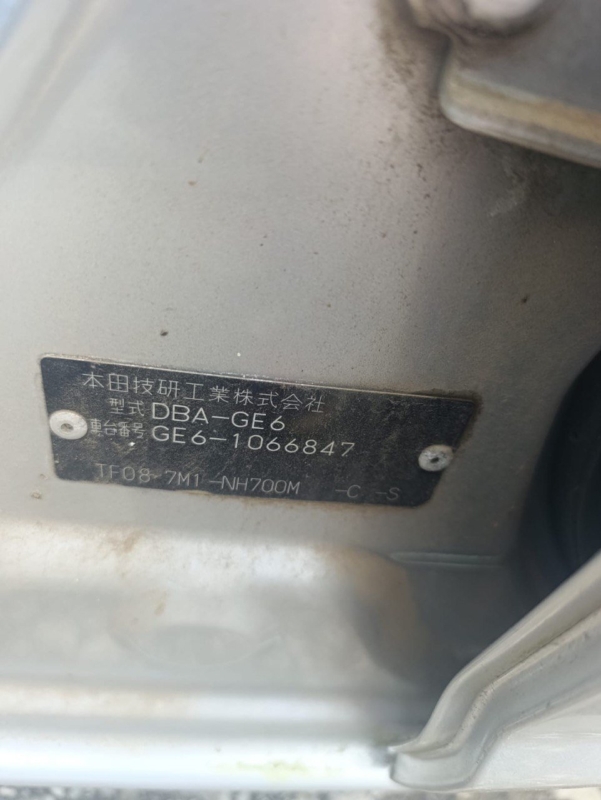 本田技研工業株式会社
型式 DBA-GE6
車台番号 GE6-1066847
TF08-7M1-NH700M -C -S